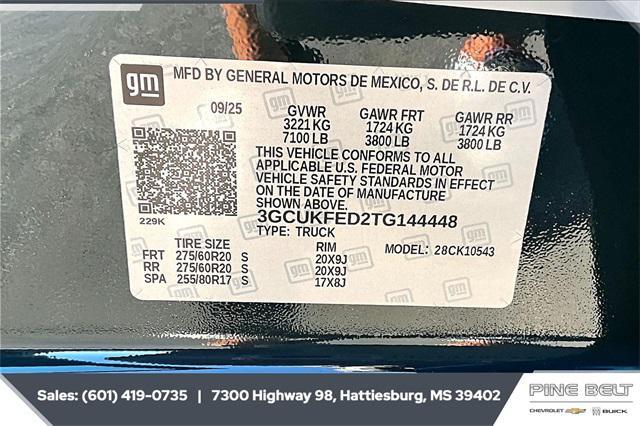 gm MFD BY GENERAL MOTORS DE MEXICO, S. DE R.L. DE C.V.
09/25 GVWR GAWR FRT GAWR RR
3221 KG 1724 KG 1724 KG
7100 LB 3800 LB 3800 LB
THIS VEHICLE CONFORMS TO ALL
APPLICABLE U.S. FEDERAL MOTOR
VEHICLE SAFETY STANDARDS IN EFFECT
ON THE DATE OF MANUFACTURE
SHOWN ABOVE.
229K 3GCUKFED2TG144448
TYPE: TRUCK MODEL: 28CK10543
TIRE SIZE RIM
FRT 275/60R20 S 20X9J
RR 275/60R20 S 20X9J
SPA 255/80R17 S 17X8J
Sales: (601) 419-0735 | 7300 Highway 98, Hattiesburg, MS 39402
PINE BELT
CHEVROLET BUICK